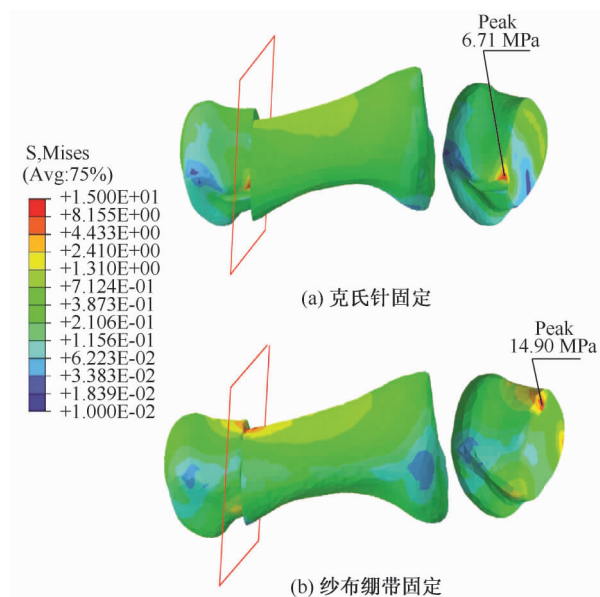 Peak
6.71 MPa
S,Mises
(Avg:75%)
+1.500E+01
+8.155E+00
+4.433E+00
+2.410E+00
+1.310E+00
+7.124E-01
+3.873E-01
+2.106E-01
+1.156E-01
+6.223E-02
+3.383E-02
+1.839E-02
+1.000E-02
(a) 克氏针固定
Peak
14.90 MPa
(b) 纱布绷带固定